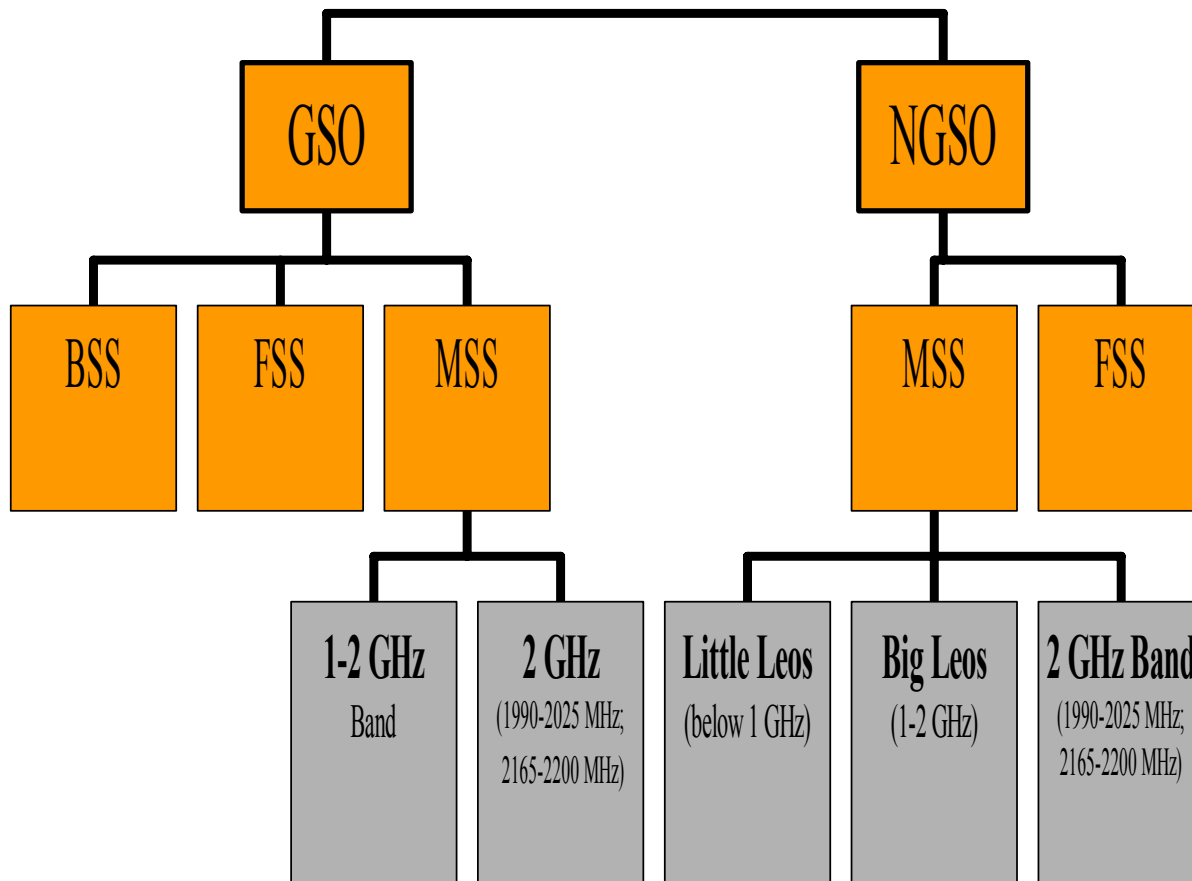 GSO
NGSO
BSS
FSS
MSS
MSS
FSS
1-2 GHz
Band
2 GHz
(1990-2025 MHz;
2165-2200 MHz)
Little Leos
(below 1 GHz)
Big Leos
(1-2 GHz)
2 GHz Band
(1990-2025 MHz;
2165-2200 MHz)